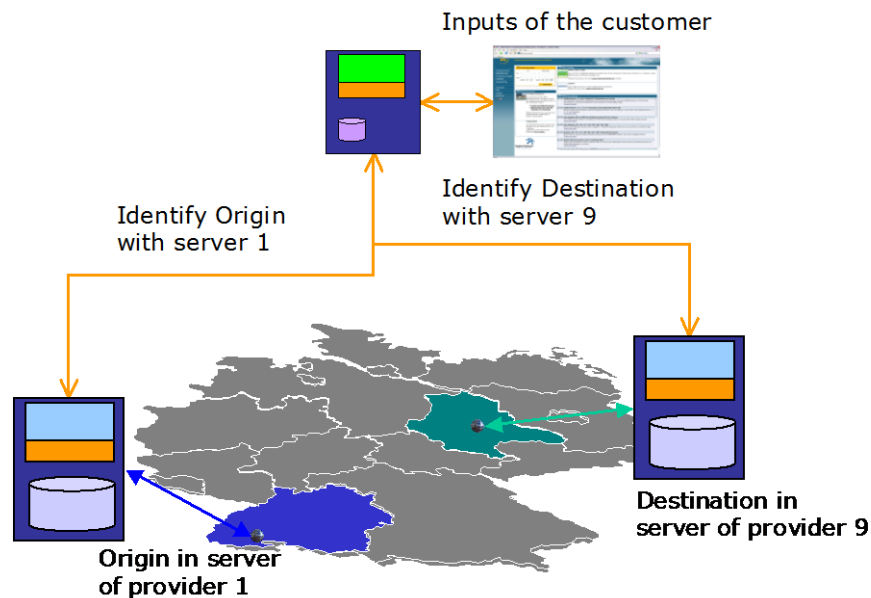 Inputs of the customer
Identify Origin
with server 1
Identify Destination
with server 9
Destination in
server of provider 9
Origin in server
of provider 1